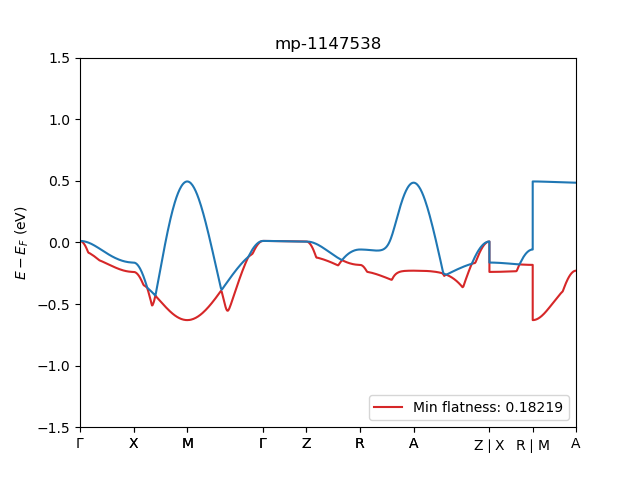 mp-1147538
E − E_F (eV)
1.5
1.0
0.5
0.0
−0.5
−1.0
−1.5
Min flatness: 0.18219
Γ X M Γ Z R A Z | X R | M A